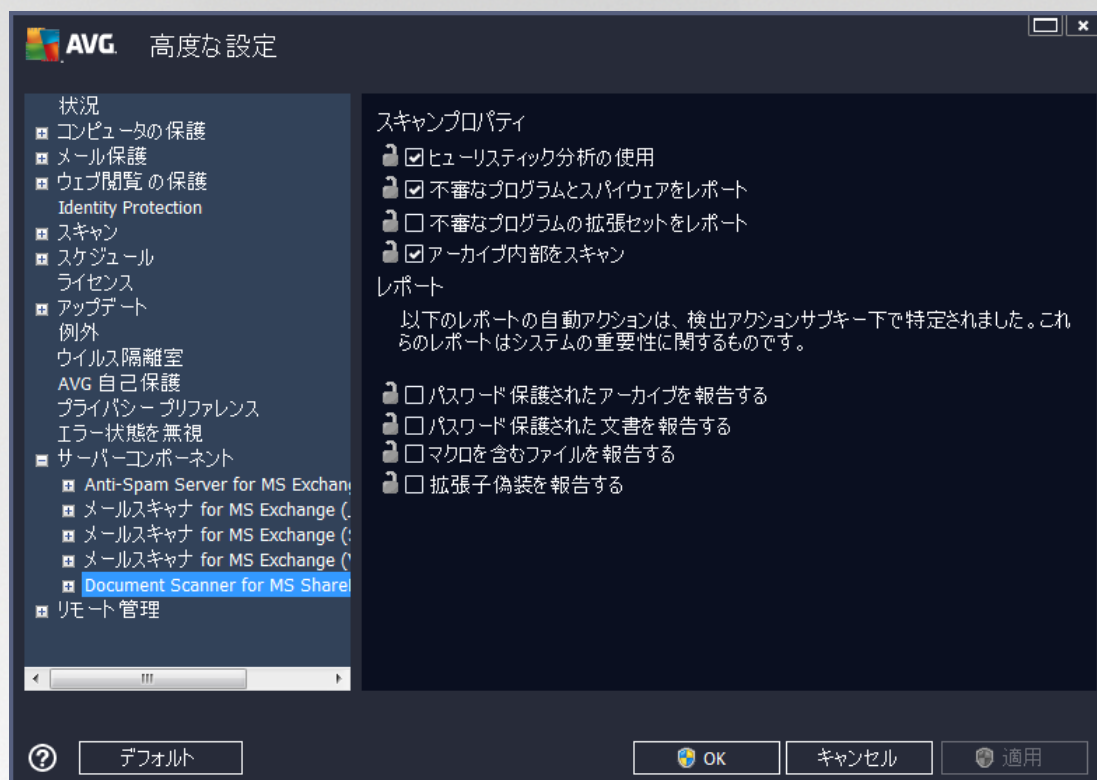 AVG. 高度な設定
状況
コンピュータの保護
メール保護
ウェブ閲覧 の保護
Identity Protection
スキャン
スケジュール
ライセンス
アップデート
例外
ウイルス隔離室
AVG 自己保護
プライバシー プリファレンス
エラー状態を無視
サーバーコンポーネント
Anti-Spam Server for MS Exchan
メールスキャナ for MS Exchange (
メールスキャナ for MS Exchange (
メールスキャナ for MS Exchange (
Document Scanner for MS Share
リモート管理
スキャンプロパティ
ヒューリスティック分析の使用
不審なプログラムとスパイウェアをレポート
不審なプログラムの拡張セットをレポート
アーカイブ内部をスキャン
レポート
以下のレポートの自動アクションは、検出アクションサブキー下で特定されました。これ
らのレポートはシステムの重要性に関するものです。
パスワード保護されたアーカイブを報告する
パスワード保護された文書を報告する
マクロを含むファイルを報告する
拡張子偽装を報告する
デフォルト
OK
キャンセル
適用